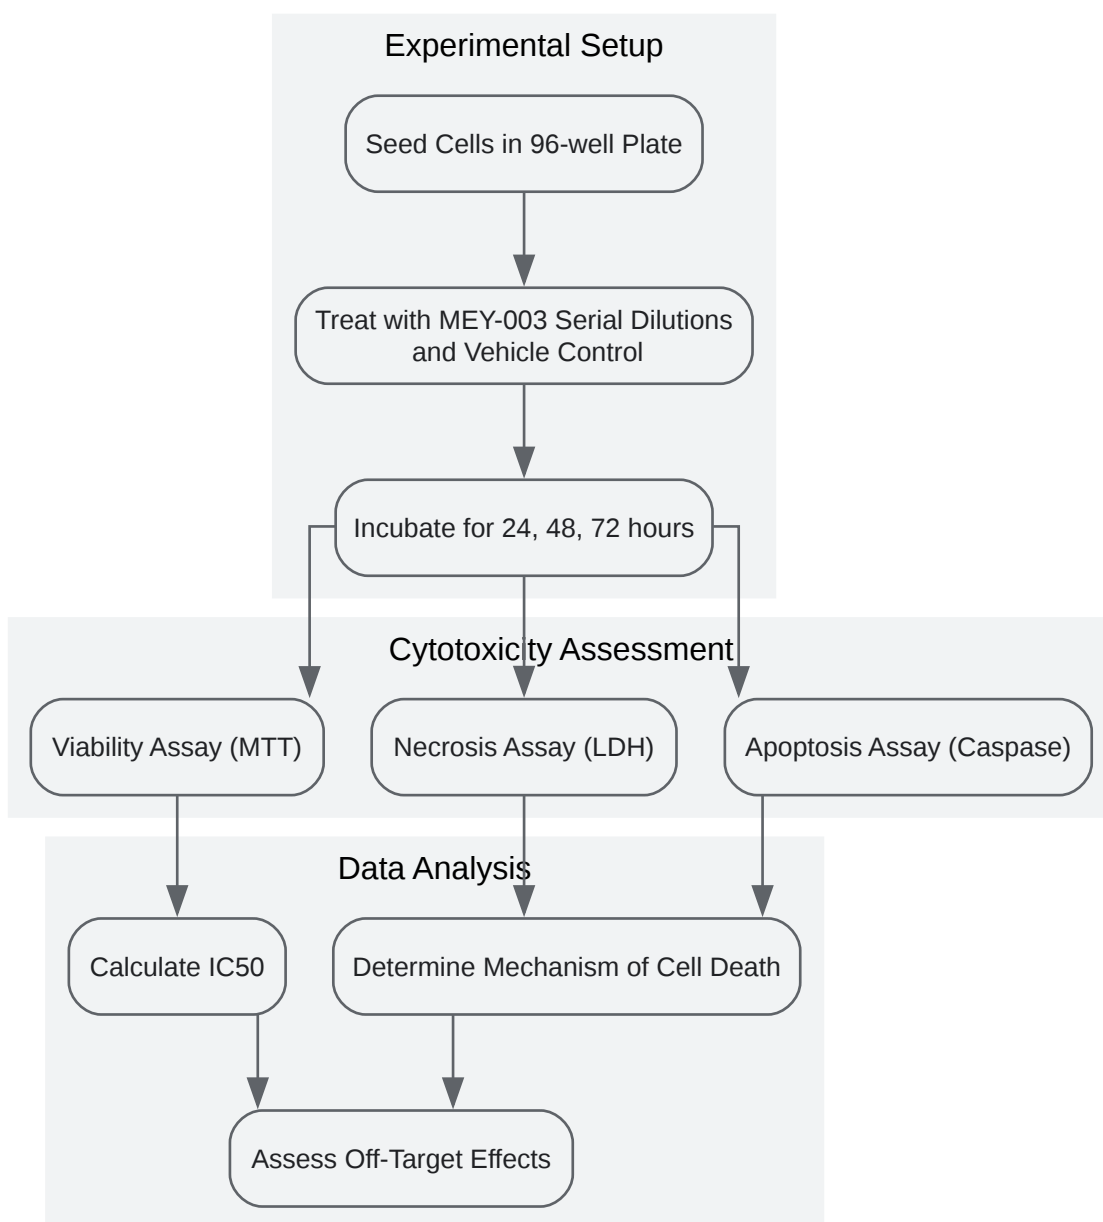 Experimental Setup
Seed Cells in 96-well Plate
Treat with MEY-003 Serial Dilutions
and Vehicle Control
Incubate for 24, 48, 72 hours
Cytotoxicity Assessment
Viability Assay (MTT)
Necrosis Assay (LDH)
Apoptosis Assay (Caspase)
Data Analysis
Calculate IC50
Determine Mechanism of Cell Death
Assess Off-Target Effects